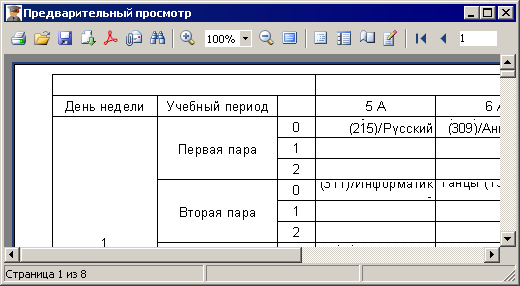 Предварительный просмотр
100%
1
День недели Учебный период 5 А 6 А
0 (215)/Русский (309)/Анг
Первая пара 1
2
0 (311)/Информатик Танцы
Вторая пара 1
2
1
Страница 1 из 8